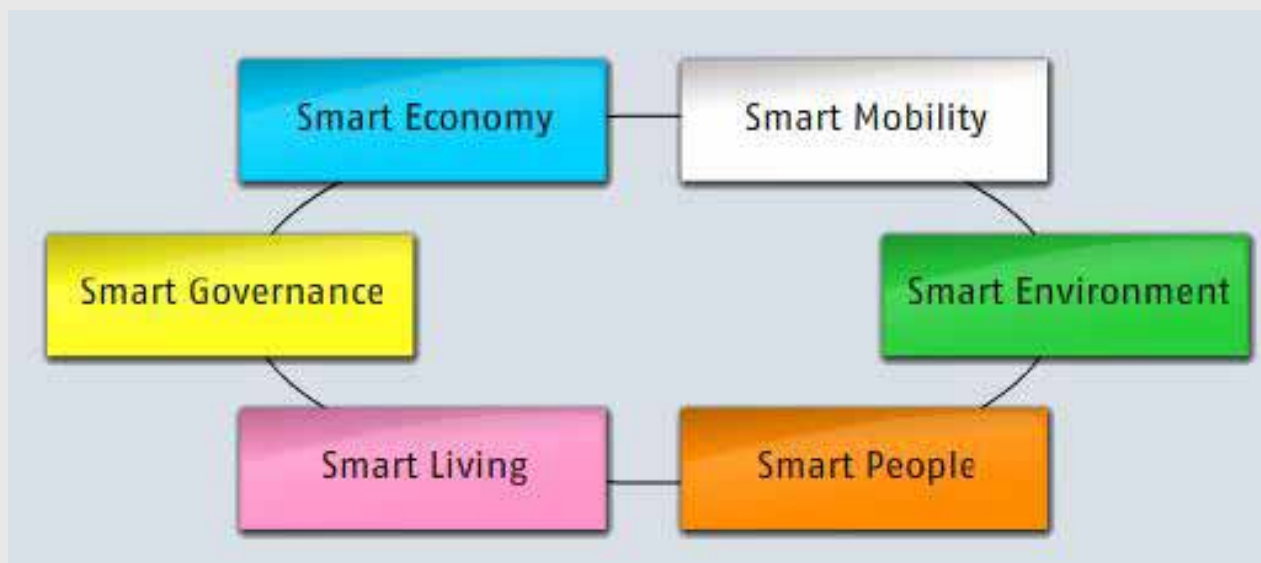 Smart Economy
Smart Mobility
Smart Governance
Smart Environment
Smart Living
Smart People